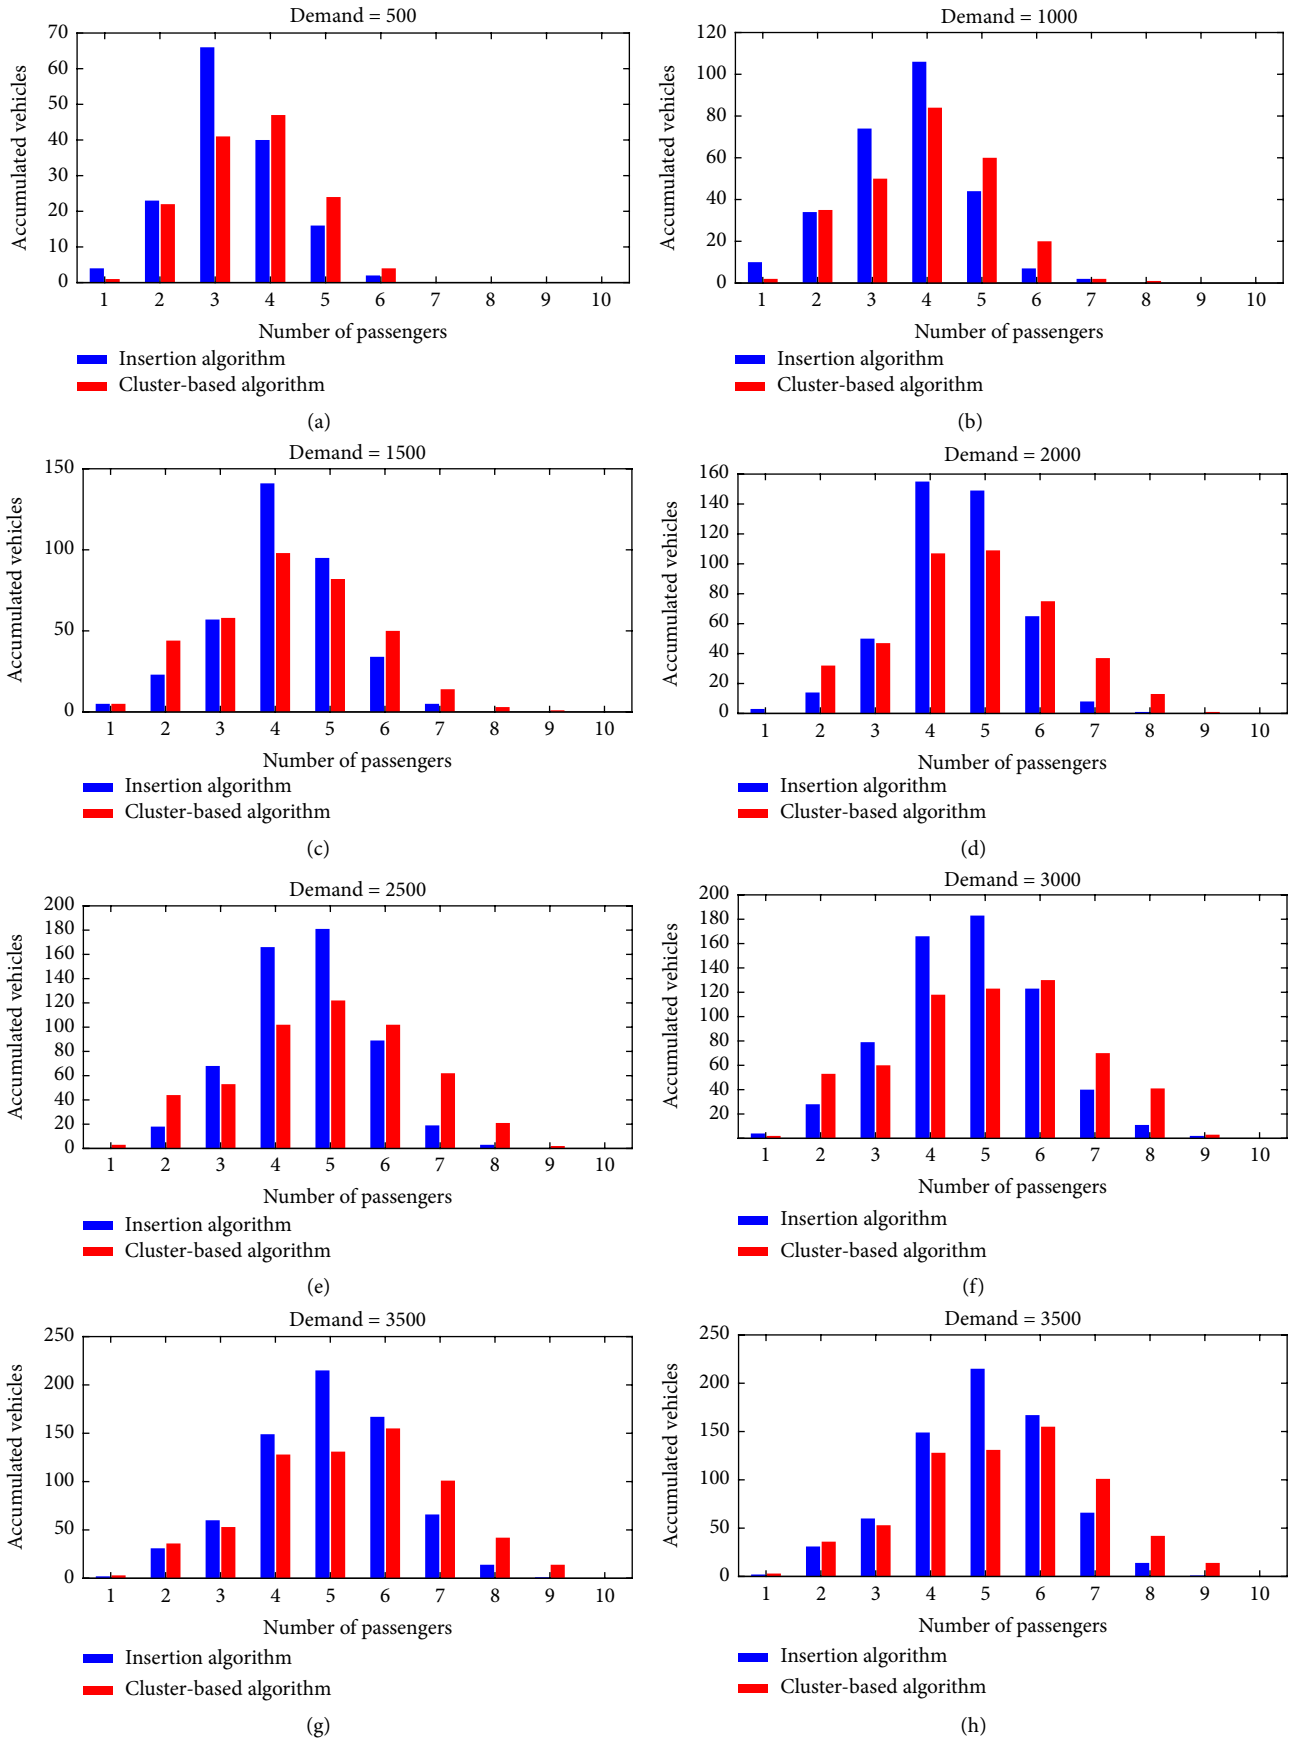 Demand = 500
70
60
50
40
30
20
10
0
Accumulated vehicles
1 2 3 4 5 6 7 8 9 10
Number of passengers
Insertion algorithm
Cluster-based algorithm
(a)
Demand = 1000
120
100
80
60
40
20
0
Accumulated vehicles
1 2 3 4 5 6 7 8 9 10
Number of passengers
Insertion algorithm
Cluster-based algorithm
(b)
Demand = 1500
150
100
50
0
Accumulated vehicles
1 2 3 4 5 6 7 8 9 10
Number of passengers
Insertion algorithm
Cluster-based algorithm
(c)
Demand = 2000
160
140
120
100
80
60
40
20
0
Accumulated vehicles
1 2 3 4 5 6 7 8 9 10
Number of passengers
Insertion algorithm
Cluster-based algorithm
(d)
Demand = 2500
200
180
160
140
120
100
80
60
40
20
0
Accumulated vehicles
1 2 3 4 5 6 7 8 9 10
Number of passengers
Insertion algorithm
Cluster-based algorithm
(e)
Demand = 3000
200
180
160
140
120
100
80
60
40
20
Accumulated vehicles
1 2 3 4 5 6 7 8 9 10
Number of passengers
Insertion algorithm
Cluster-based algorithm
(f)
Demand = 3500
250
200
150
100
50
0
Accumulated vehicles
1 2 3 4 5 6 7 8 9 10
Number of passengers
Insertion algorithm
Cluster-based algorithm
(g)
Demand = 3500
250
200
150
100
50
0
Accumulated vehicles
1 2 3 4 5 6 7 8 9 10
Number of passengers
Insertion algorithm
Cluster-based algorithm
(h)